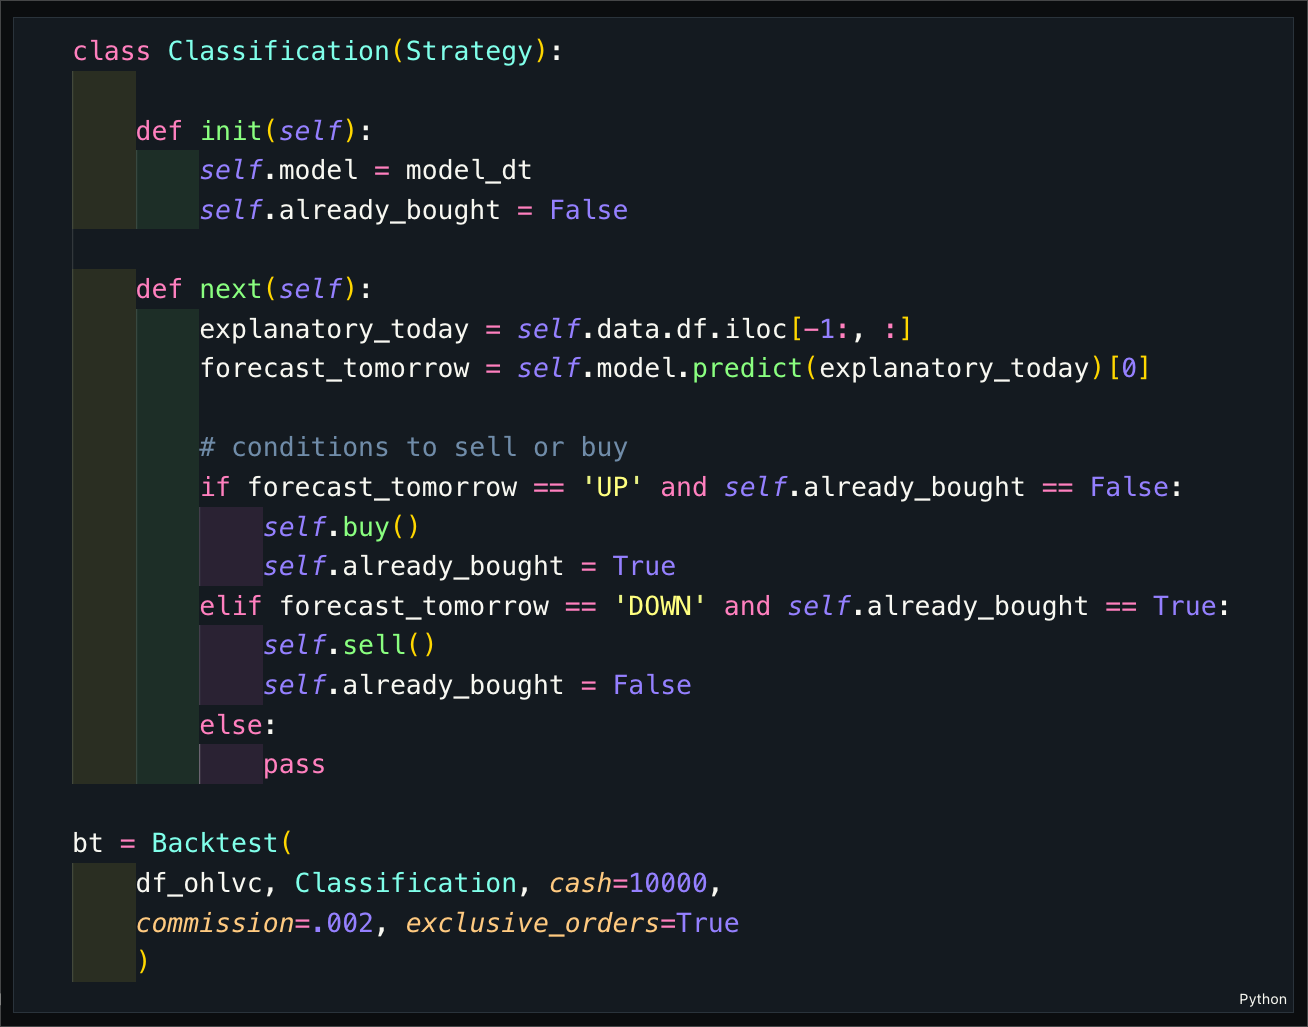 class Classification(Strategy):
def init(self):
self.model = model_dt
self.already_bought = False
def next(self):
explanatory_today = self.data.df.iloc[-1:, :]
forecast_tomorrow = self.model.predict(explanatory_today)[0]
# conditions to sell or buy
if forecast_tomorrow == 'UP' and self.already_bought == False:
self.buy()
self.already_bought = True
elif forecast_tomorrow == 'DOWN' and self.already_bought == True:
self.sell()
self.already_bought = False
else:
pass
bt = Backtest(
df_ohlvc, Classification, cash=10000,
commission=.002, exclusive_orders=True
)
Python